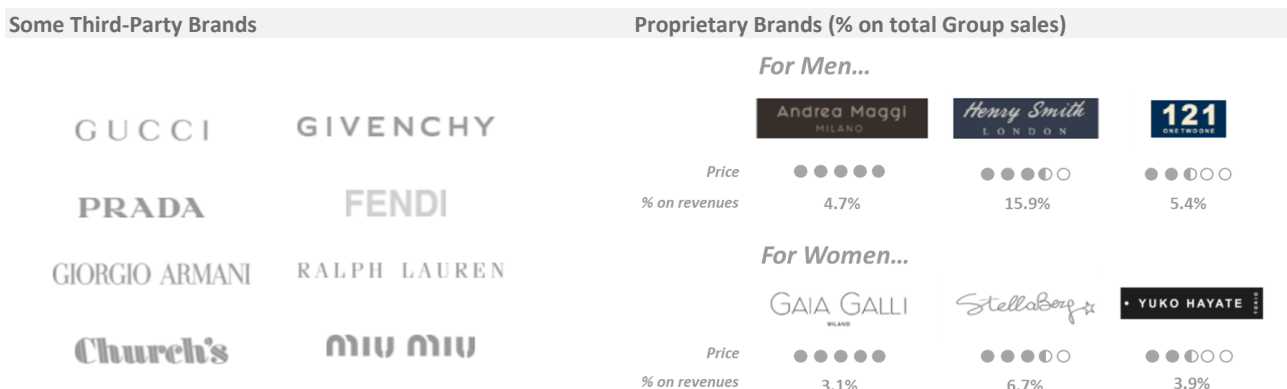 Some Third-Party Brands
GUCCI
GIVENCHY
PRADA
FENDI
GIORGIO ARMANI
RALPH LAUREN
Church's
miu miu
Proprietary Brands (% on total Group sales)
For Men…
Andrea Maggi
MILANO
Henry Smith
LONDON
121
ONETWOONE
Price
% on revenues
4.7%
15.9%
5.4%
For Women…
GAIA GALLI
MILANO
StellaBerg
• YUKO HAYATE
TOKIO
Price
% on revenues
3.1%
6.7%
3.9%